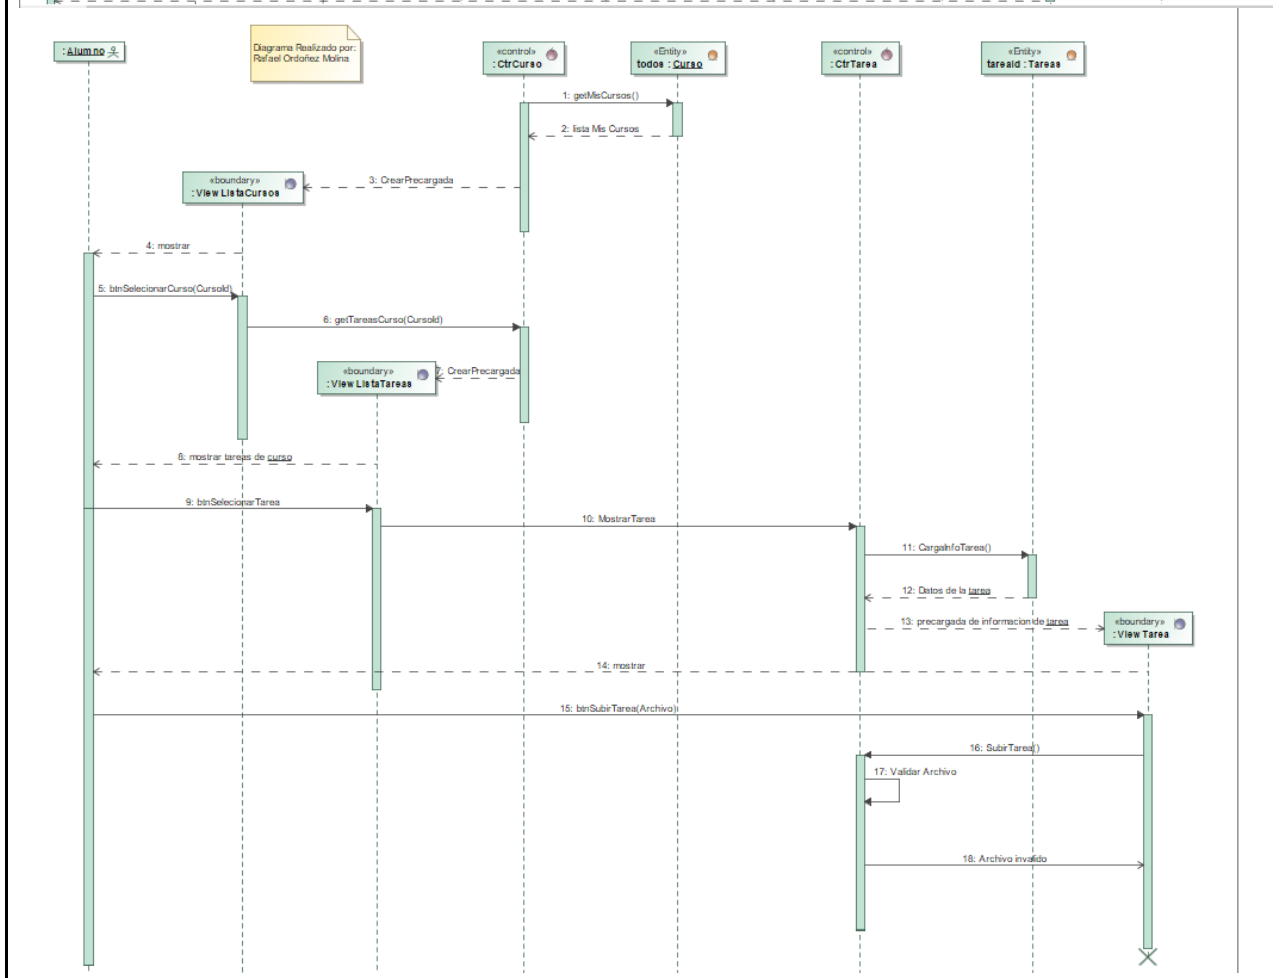 : Alumno
Diagrama Realizado por:
Rafael Ordoñez Molina
«control»
: CtrCurso
«Entity»
todos : Curso
«control»
: CtrTarea
«Entity»
tareaId : Tareas
1: getMisCursos()
2: lista Mis Cursos
3: CrearPrecargada
«boundary»
: View ListaCursos
4: mostrar
5: btnSelecionarCurso(CursoId)
6: getTareasCurso(CursoId)
«boundary»
: View ListaTareas
7: CrearPrecargada
8: mostrar tareas de curso
9: btnSelecionarTarea
10: MostrarTarea
11: CargaInfoTarea()
12: Datos de la tarea
13: precargada de informacion de tarea
«boundary»
: View Tarea
14: mostrar
15: btnSubirTarea(Archivo)
16: SubirTarea()
17: Validar Archivo
18: Archivo invalido